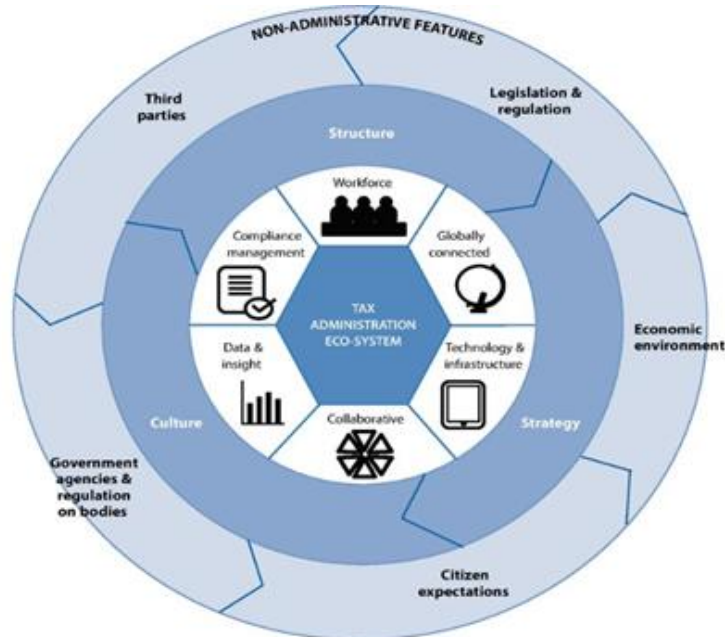 NON-ADMINISTRATIVE FEATURES
Third
parties
Legislation &
regulation
Structure
Workforce
Compliance
management
Globally
connected
TAX
ADMINISTRATION
ECO-SYSTEM
Economic
environment
Data &
insight
Technology &
infrastructure
Collaborative
Culture
Strategy
Government
agencies &
regulation
on bodies
Citizen
expectations